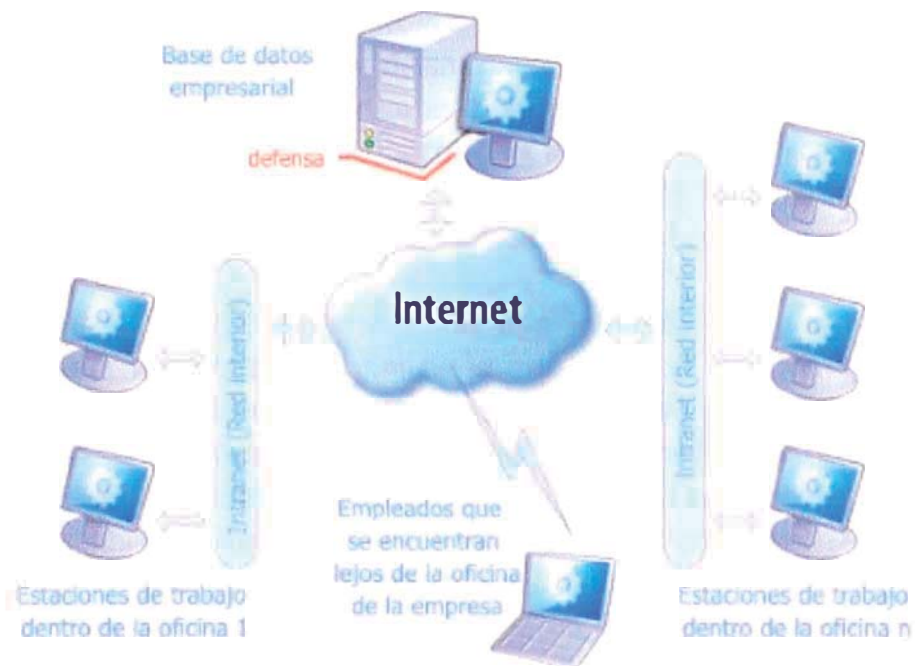 Base de datos
empresarial
defensa
Internet
Intranet (Red interior)
Intranet (Red interior)
Empleados que
se encuentran
lejos de la oficina
de la empresa
Estaciones de trabajo
dentro de la oficina 1
Estaciones de trabajo
dentro de la oficina n